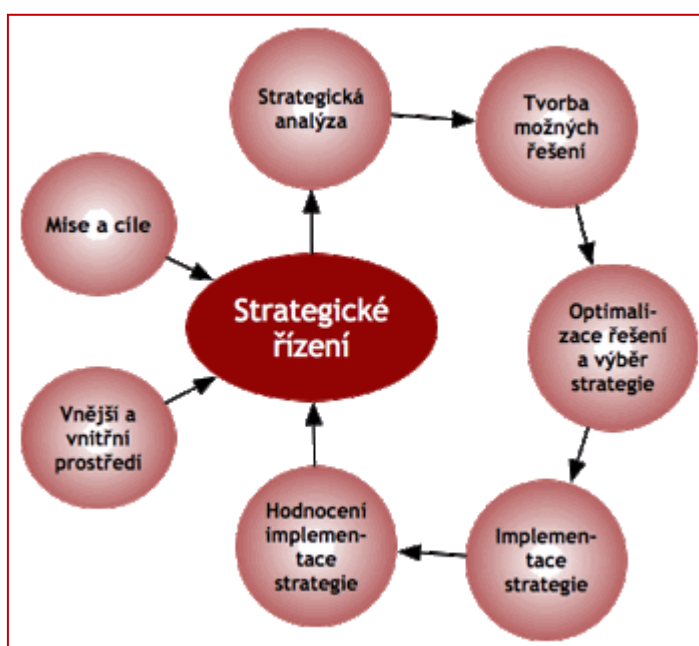 Strategická
analýza
Tvorba
možných
řešení
Mise a cíle
Strategické
řízení
Optimali-
zace řešení
a výběr
strategie
Vnější a
vnitřní
prostředí
Hodnocení
implemen-
tace
strategie
Implemen-
tace
strategie